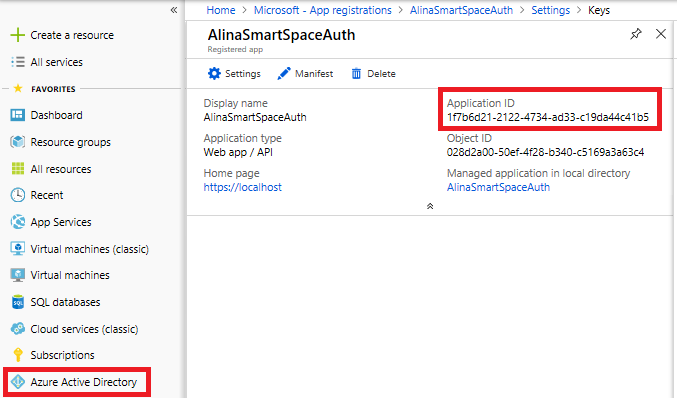 «
Create a resource
All services
FAVORITES
Dashboard
Resource groups
All resources
Recent
App Services
Virtual machines (classic)
Virtual machines
SQL databases
Cloud services (classic)
Subscriptions
Azure Active Directory
Home > Microsoft - App registrations > AlinaSmartSpaceAuth > Settings > Keys
AlinaSmartSpaceAuth
Registered app
Settings
Manifest
Delete
Display name
AlinaSmartSpaceAuth
Application type
Web app / API
Home page
https://localhost
Application ID
1f7b6d21-2122-4734-ad33-c19da44c41b5
Object ID
028d2a00-50ef-4f28-b340-c5169a3a63c4
Managed application in local directory
AlinaSmartSpaceAuth